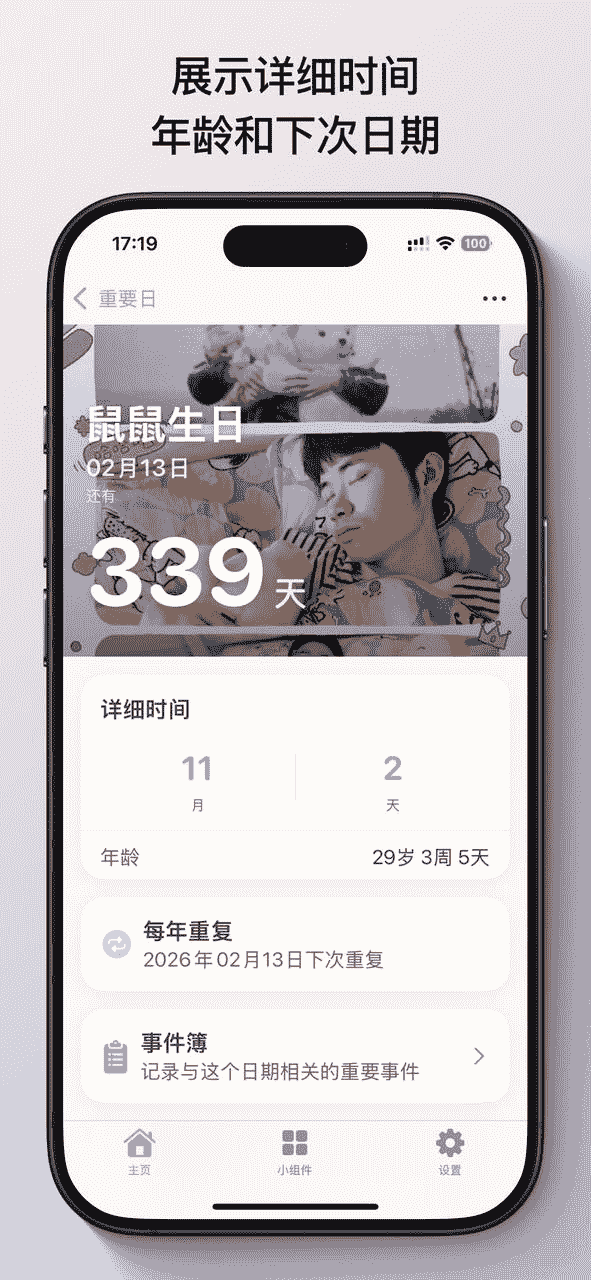 展示详细时间
年龄和下次日期
17:19
100
重要日
鼠鼠生日
02月13日
还有
339 天
详细时间
11
月
2
天
年龄
29岁 3周 5天
每年重复
2026年02月13日下次重复
事件簿
记录与这个日期相关的重要事件
主页
小组件
设置